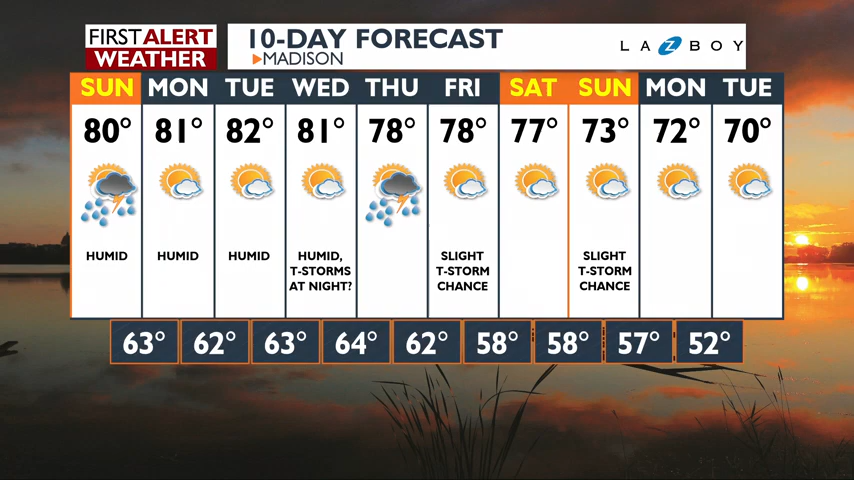 FIRST ALERT
WEATHER
10-DAY FORECAST
MADISON
LA Z BOY
SUN MON TUE WED THU FRI SAT SUN MON TUE
80° 81° 82° 81° 78° 78° 77° 73° 72° 70°
HUMID HUMID HUMID HUMID, SLIGHT SLIGHT
T-STORMS T-STORM T-STORM
AT NIGHT? CHANCE CHANCE
63° 62° 63° 64° 62° 58° 58° 57° 52°